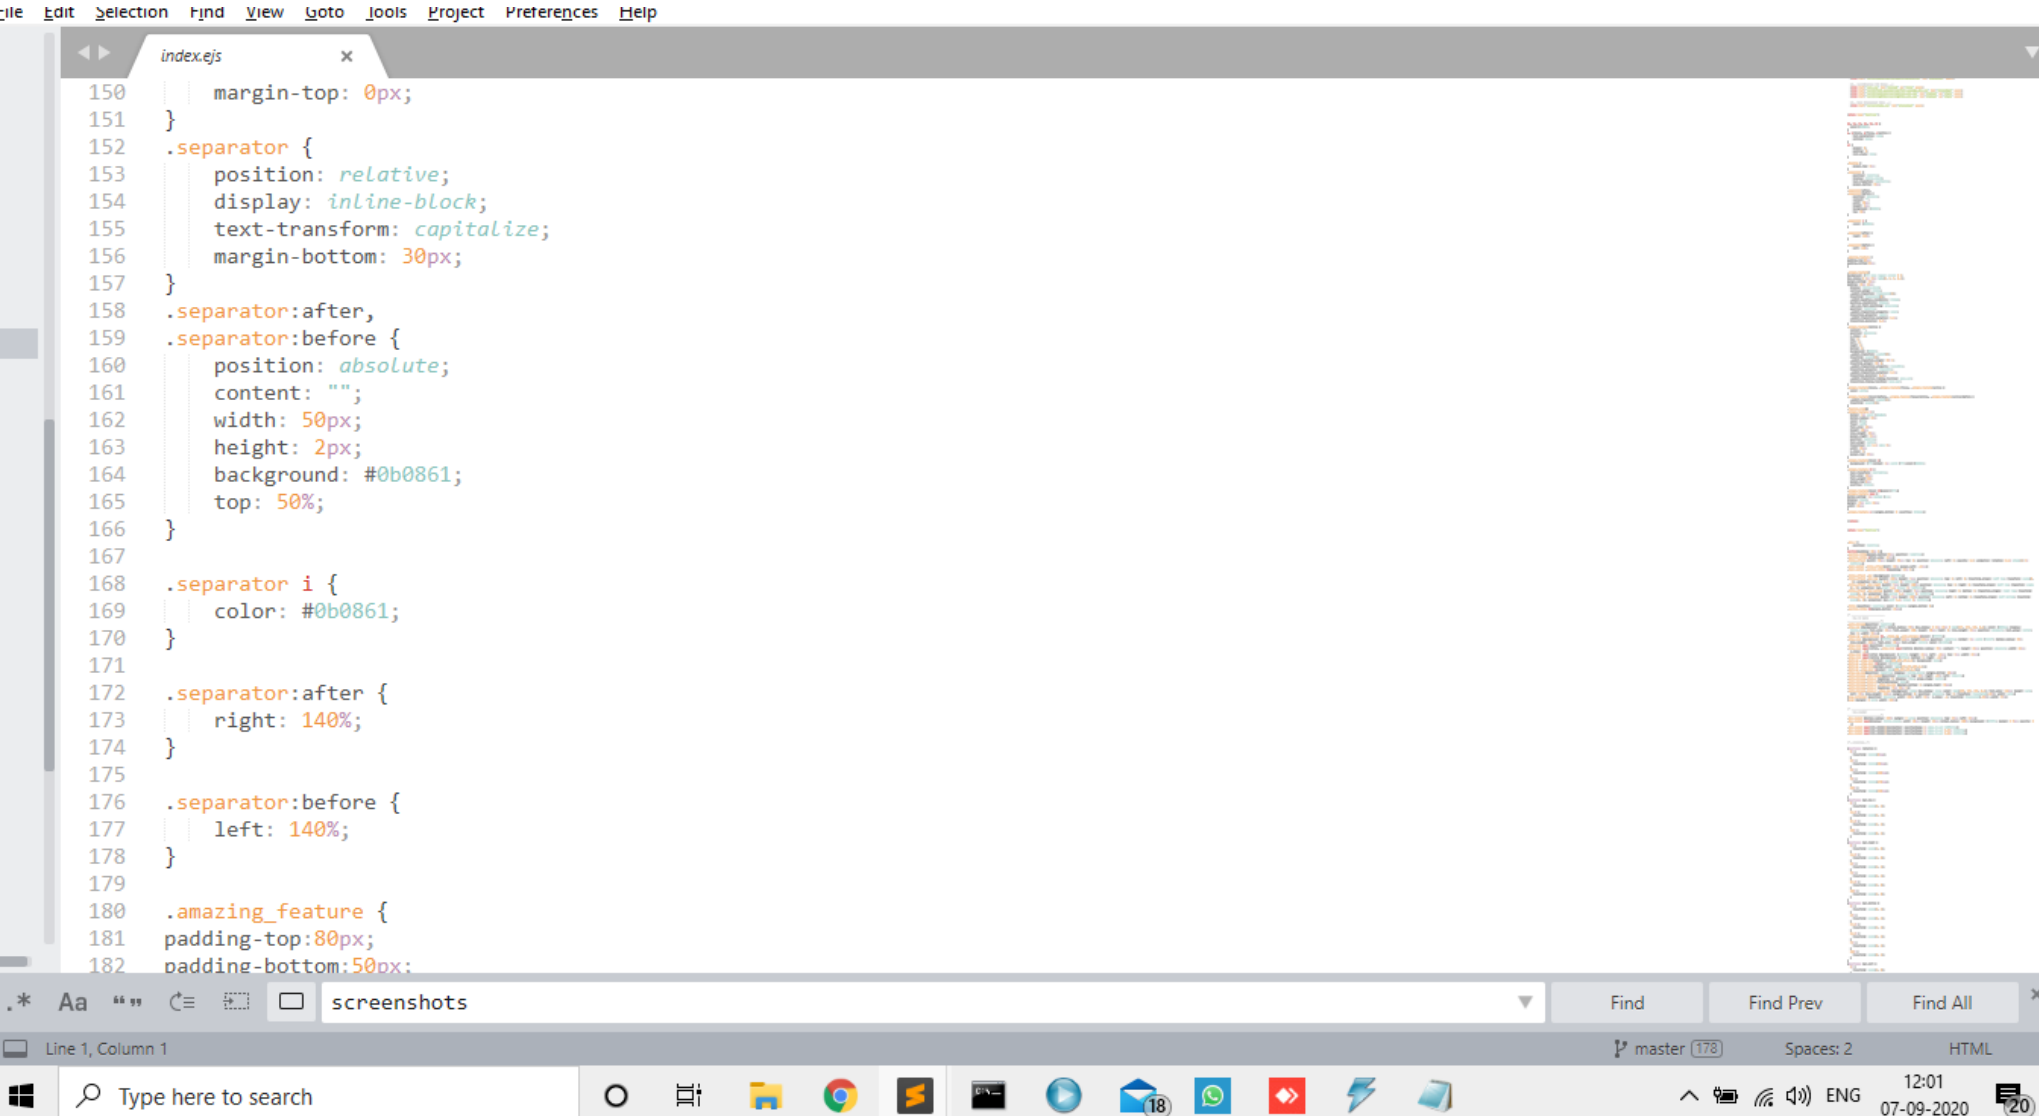 File Edit Selection Find View Goto Tools Project Preferences Help
index.ejs
150 margin-top: 0px;
151 }
152 .separator {
153 position: relative;
154 display: inline-block;
155 text-transform: capitalize;
156 margin-bottom: 30px;
157 }
158 .separator:after,
159 .separator:before {
160 position: absolute;
161 content: "";
162 width: 50px;
163 height: 2px;
164 background: #0b0861;
165 top: 50%;
166 }
167
168 .separator i {
169 color: #0b0861;
170 }
171
172 .separator:after {
173 right: 140%;
174 }
175
176 .separator:before {
177 left: 140%;
178 }
179
180 .amazing_feature {
181 padding-top:80px;
182 padding-bottom:50px;
.* Aa “” screenshots Find Find Prev Find All
Line 1, Column 1 master 178 Spaces: 2 HTML
Type here to search 18 ENG 12:01
07-09-2020 20